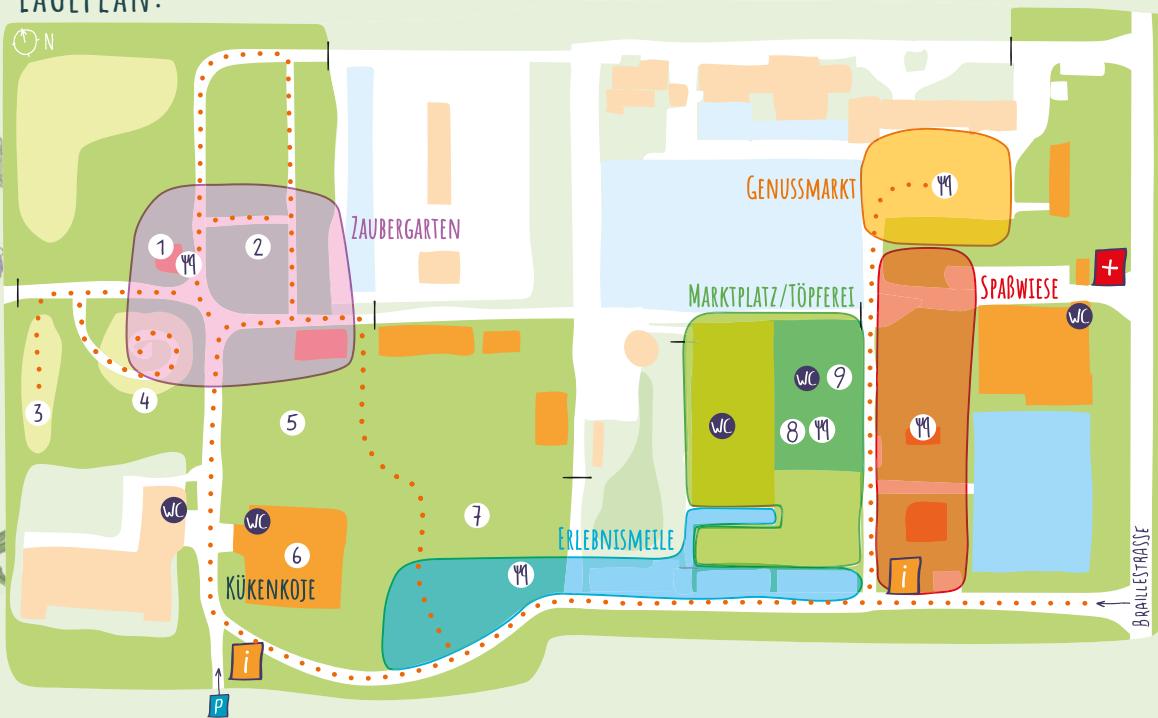 LAGEPLAN:
N
GENUSSMARKT
ZAUBERGARTEN
1
2
+
SPAßWIESE
MARKTPLATZ/TÖPFEREI
WC
WC
9
3
4
5
WC
8
WC
WC
7
ERLEBNISMEILE
6
KÜKENKOJE
i
BRAILLESTRASSE
i
P